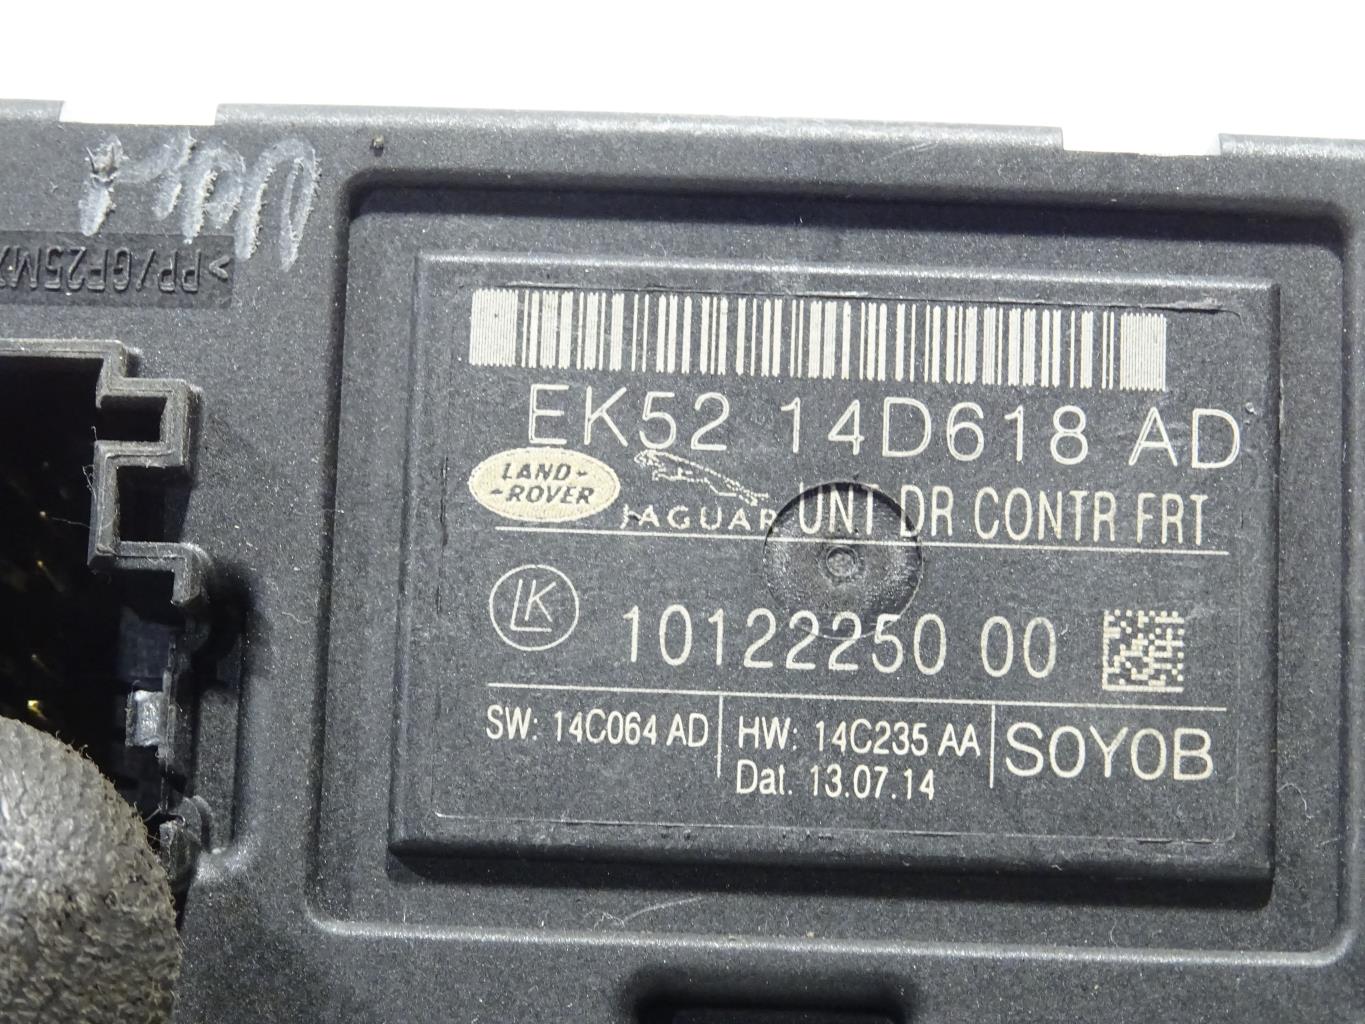 >PP/GF25M
EK52 14D618 AD
LAND-
-ROVER
JAGUAR
UNT DR CONTR FRT
LK
10122250 00
SW: 14C064 AD
HW: 14C235 AA
Dat. 13.07.14
S0Y0B